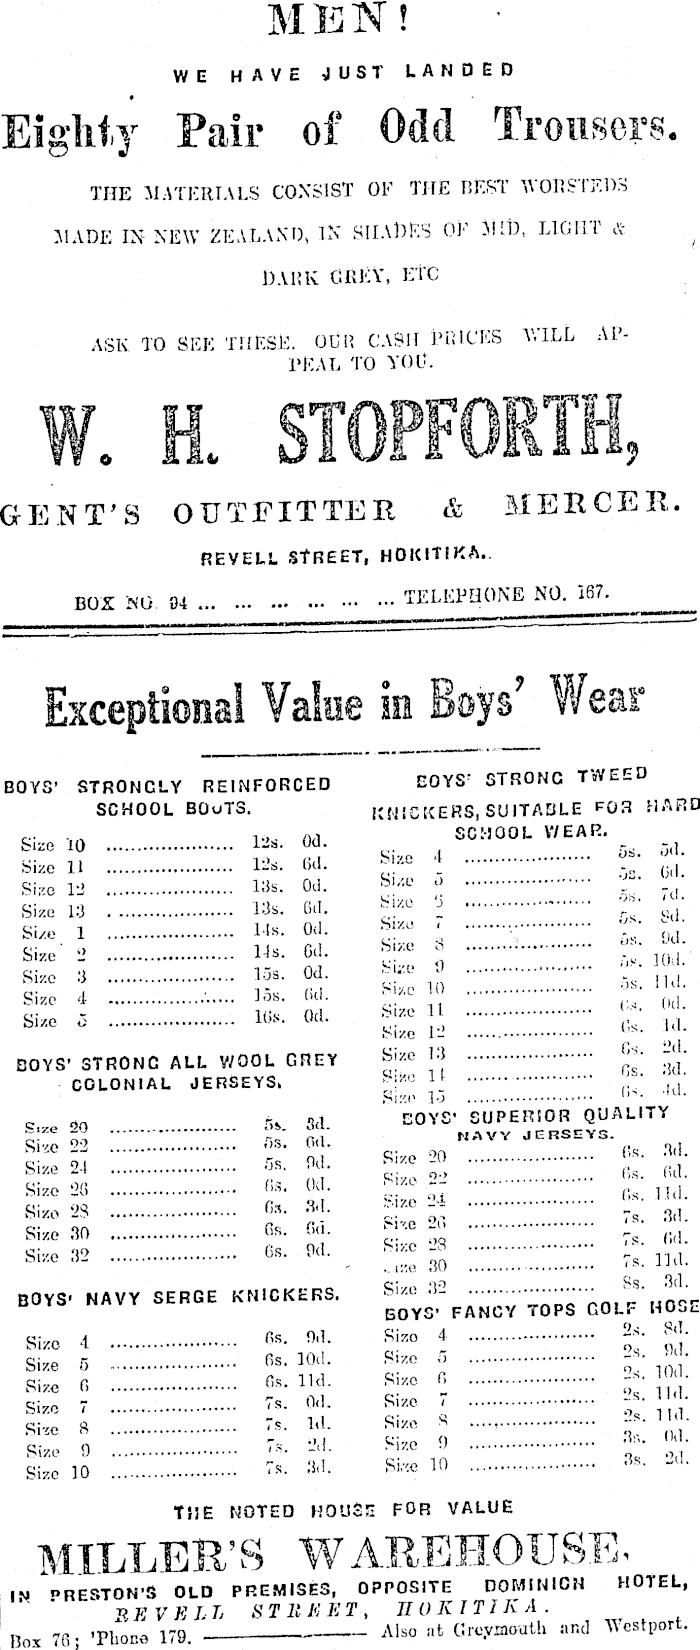 MEN!
WE HAVE JUST LANDED
Eighty Pair of Odd Trousers.
THE MATERIALS CONSIST OF THE BEST WORSTEDS
MADE IN NEW ZEALAND, IN SHADES OF MID, LIGHT &
DARK GREY, ETC
ASK TO SEE THESE. OUR CASH PRICES WILL AP-
PEAL TO YOU.
W. H. STOPFORTH,
GENT'S OUTFITTER & MERCER.
REVELL STREET, HOKITIKA.
BOX NO. 94 ... ... ... ... ... ... TELEPHONE NO. 167.
Exceptional Value in Boys' Wear
BOYS' STRONGLY REINFORCED
SCHOOL BOOTS.
Size 10 ..................... 12s. 0d.
Size 11 ..................... 12s. 6d.
Size 12 ..................... 13s. 0d.
Size 13 ..................... 13s. 6d.
Size 1 ..................... 14s. 0d.
Size 2 ..................... 14s. 6d.
Size 3 ..................... 15s. 0d.
Size 4 ..................... 15s. 6d.
Size 5 ..................... 16s. 0d.
BOYS' STRONG ALL WOOL GREY
COLONIAL JERSEYS.
Size 20 ..................... 5s. 3d.
Size 22 ..................... 5s. 6d.
Size 24 ..................... 5s. 9d.
Size 26 ..................... 6s. 0d.
Size 28 ..................... 6s. 3d.
Size 30 ..................... 6s. 6d.
Size 32 ..................... 6s. 9d.
BOYS' NAVY SERGE KNICKERS.
Size 4 ..................... 6s. 9d.
Size 5 ..................... 6s. 10d.
Size 6 ..................... 6s. 11d.
Size 7 ..................... 7s. 0d.
Size 8 ..................... 7s. 1d.
Size 9 ..................... 7s. 2d.
Size 10 ..................... 7s. 3d.
BOYS' STRONG TWEED
KNICKERS, SUITABLE FOR HARD
SCHOOL WEAR.
Size 4 ..................... 5s. 5d.
Size 5 ..................... 5s. 6d.
Size 6 ..................... 5s. 7d.
Size 7 ..................... 5s. 8d.
Size 8 ..................... 5s. 9d.
Size 9 ..................... 5s. 10d.
Size 10 ..................... 5s. 11d.
Size 11 ..................... 6s. 0d.
Size 12 ..................... 6s. 1d.
Size 13 ..................... 6s. 2d.
Size 14 ..................... 6s. 3d.
Size 15 ..................... 6s. 4d.
BOYS' SUPERIOR QUALITY
NAVY JERSEYS.
Size 20 ..................... 6s. 3d.
Size 22 ..................... 6s. 6d.
Size 24 ..................... 6s. 11d.
Size 26 ..................... 7s. 3d.
Size 28 ..................... 7s. 6d.
Size 30 ..................... 7s. 11d.
Size 32 ..................... 8s. 3d.
BOYS' FANCY TOPS GOLF HOSE
Size 4 ..................... 2s. 8d.
Size 5 ..................... 2s. 9d.
Size 6 ..................... 2s. 10d.
Size 7 ..................... 2s. 11d.
Size 8 ..................... 2s. 11d.
Size 9 ..................... 3s. 0d.
Size 10 ..................... 3s. 2d.
THE NOTED HOUSE FOR VALUE
MILLER'S WAREHOUSE,
IN PRESTON'S OLD PREMISES, OPPOSITE DOMINION HOTEL,
REVELL STREET, HOKITIKA.
Box 76; 'Phone 179. Also at Greymouth and Westport.